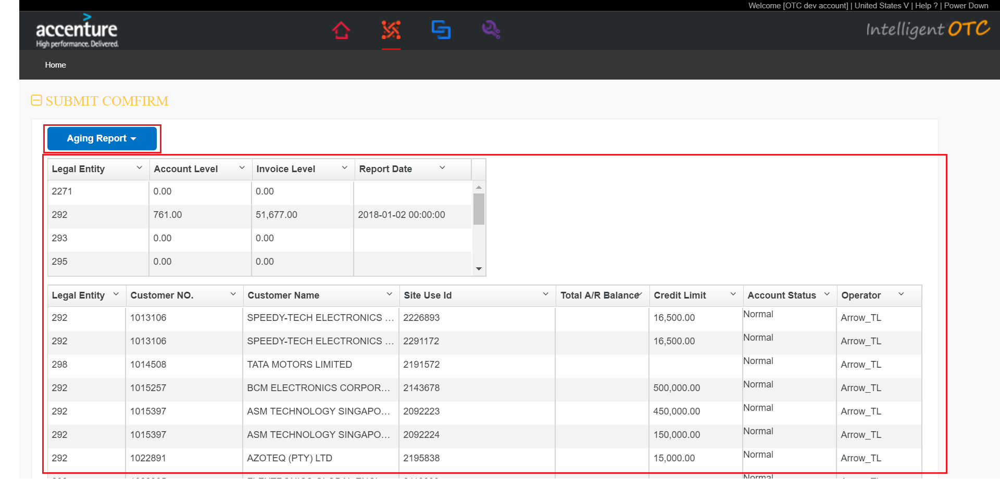 Welcome [OTC dev account] | United States V | Help ? | Power Down
accenture
High performance. Delivered.
Intelligent OTC
Home
SUBMIT COMFIRM
Aging Report
Legal Entity Account Level Invoice Level Report Date
2271 0.00 0.00
292 761.00 51,677.00 2018-01-02 00:00:00
293 0.00 0.00
295 0.00 0.00
Legal Entity Customer NO. Customer Name Site Use Id Total A/R Balance Credit Limit Account Status Operator
292 1013106 SPEEDY-TECH ELECTRONICS ... 2226893 16,500.00 Normal Arrow_TL
292 1013106 SPEEDY-TECH ELECTRONICS ... 2291172 16,500.00 Normal Arrow_TL
298 1014508 TATA MOTORS LIMITED 2191572 Normal Arrow_TL
292 1015257 BCM ELECTRONICS CORPOR... 2143678 500,000.00 Normal Arrow_TL
292 1015397 ASM TECHNOLOGY SINGAPO... 2092223 450,000.00 Normal Arrow_TL
292 1015397 ASM TECHNOLOGY SINGAPO... 2092224 150,000.00 Normal Arrow_TL
292 1022891 AZOTEQ (PTY) LTD 2195838 15,000.00 Normal Arrow_TL
Normal